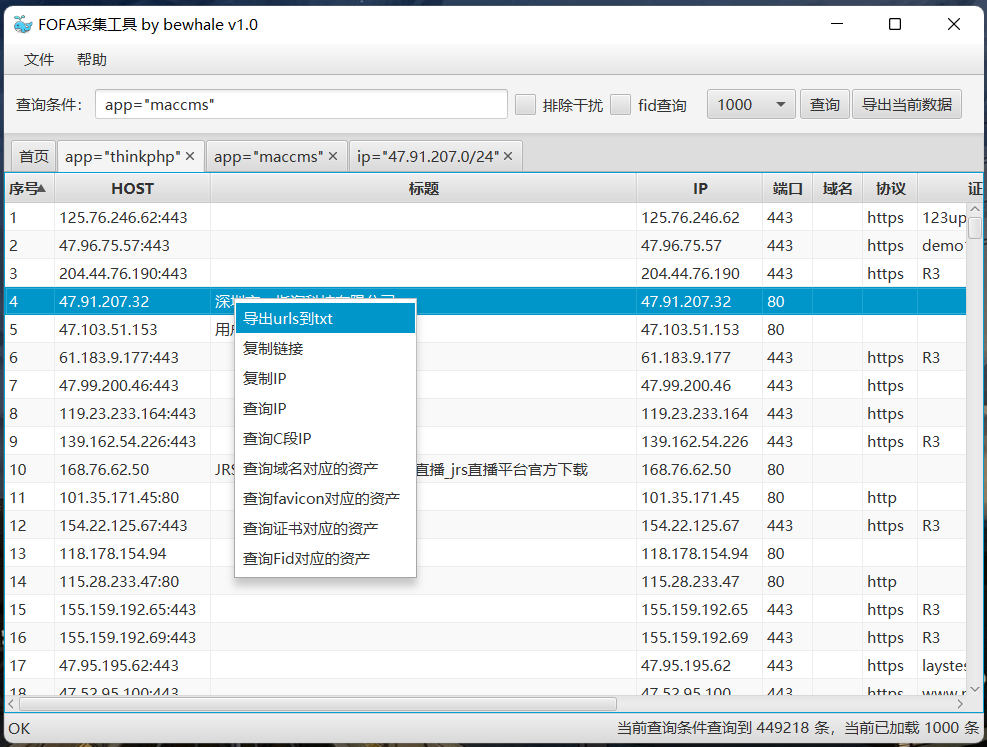 FOFA采集工具 by bewhale v1.0
文件 帮助
查询条件： app="maccms" 排除干扰 fid查询 1000 查询 导出当前数据
首页 app="thinkphp" × app="maccms" × ip="47.91.207.0/24" ×
序号 HOST 标题 IP 端口 域名 协议 证
1 125.76.246.62:443 125.76.246.62 443 https 123up
2 47.96.75.57:443 47.96.75.57 443 https demo
3 204.44.76.190:443 204.44.76.190 443 https R3
4 47.91.207.32 47.91.207.32 80
导出urls到txt
5 47.103.51.153 用 47.103.51.153 80
复制链接
6 61.183.9.177:443 61.183.9.177 443 https R3
复制IP
7 47.99.200.46:443 47.99.200.46 443 https
查询IP
8 119.23.233.164:443 119.23.233.164 443 https
查询C段IP
9 139.162.54.226:443 139.162.54.226 443 https R3
查询域名对应的资产
10 168.76.62.50 JRS 直播_jrs直播平台官方下载 168.76.62.50 80
查询favicon对应的资产
11 101.35.171.45:80 101.35.171.45 80 http
查询证书对应的资产
12 154.22.125.67:443 154.22.125.67 443 https R3
查询Fid对应的资产
13 118.178.154.94 118.178.154.94 80
14 115.28.233.47:80 115.28.233.47 80 http
15 155.159.192.65:443 155.159.192.65 443 https R3
16 155.159.192.69:443 155.159.192.69 443 https R3
17 47.95.195.62:443 47.95.195.62 443 https laystes
18 47.52.95.100:443 47.52.95.100 443 https
OK 当前查询条件查询到 449218 条，当前已加载 1000 条